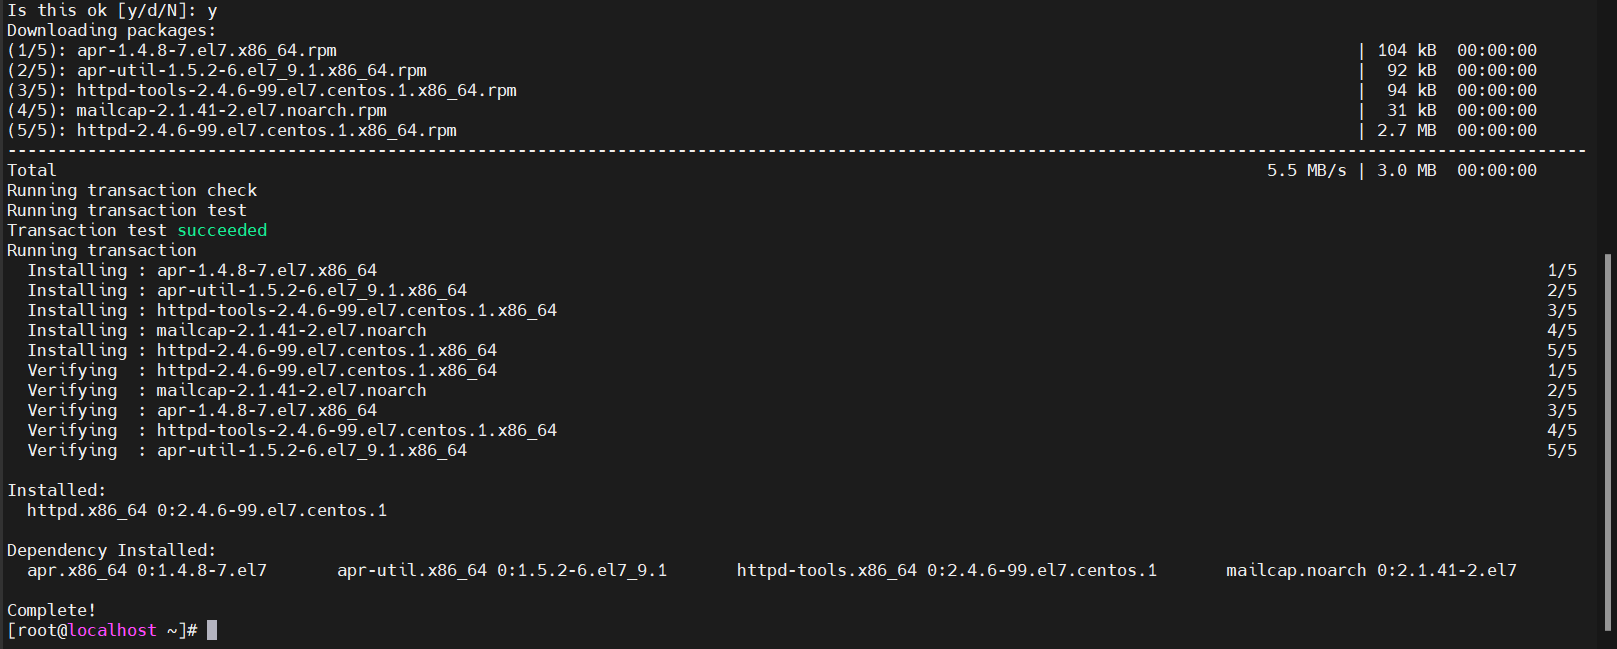 Is this ok [y/d/N]: y
Downloading packages:
(1/5): apr-1.4.8-7.el7.x86_64.rpm | 104 kB 00:00:00
(2/5): apr-util-1.5.2-6.el7_9.1.x86_64.rpm | 92 kB 00:00:00
(3/5): httpd-tools-2.4.6-99.el7.centos.1.x86_64.rpm | 94 kB 00:00:00
(4/5): mailcap-2.1.41-2.el7.noarch.rpm | 31 kB 00:00:00
(5/5): httpd-2.4.6-99.el7.centos.1.x86_64.rpm | 2.7 MB 00:00:00
--------------------------------------------------------------------------------------------------------------------------------------------------------------
Total 5.5 MB/s | 3.0 MB 00:00:00
Running transaction check
Running transaction test
Transaction test succeeded
Running transaction
  Installing : apr-1.4.8-7.el7.x86_64 1/5
  Installing : apr-util-1.5.2-6.el7_9.1.x86_64 2/5
  Installing : httpd-tools-2.4.6-99.el7.centos.1.x86_64 3/5
  Installing : mailcap-2.1.41-2.el7.noarch 4/5
  Installing : httpd-2.4.6-99.el7.centos.1.x86_64 5/5
  Verifying  : httpd-2.4.6-99.el7.centos.1.x86_64 1/5
  Verifying  : mailcap-2.1.41-2.el7.noarch 2/5
  Verifying  : apr-1.4.8-7.el7.x86_64 3/5
  Verifying  : httpd-tools-2.4.6-99.el7.centos.1.x86_64 4/5
  Verifying  : apr-util-1.5.2-6.el7_9.1.x86_64 5/5

Installed:
  httpd.x86_64 0:2.4.6-99.el7.centos.1

Dependency Installed:
  apr.x86_64 0:1.4.8-7.el7 apr-util.x86_64 0:1.5.2-6.el7_9.1 httpd-tools.x86_64 0:2.4.6-99.el7.centos.1 mailcap.noarch 0:2.1.41-2.el7

Complete!
[root@localhost ~]#